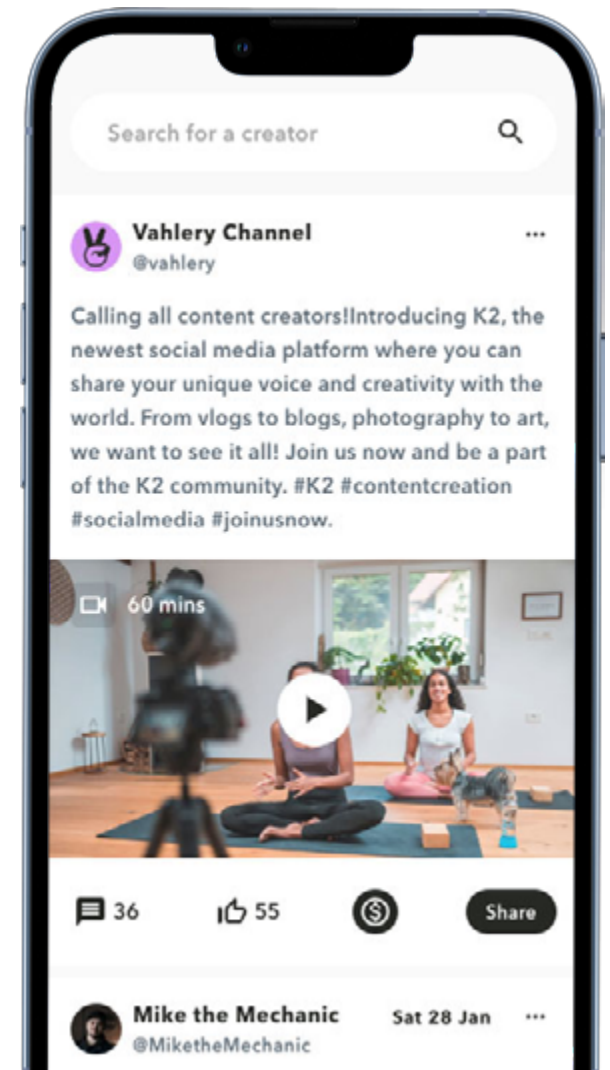 Search for a creator
Vahlery Channel
@vahlery
Calling all content creators!Introducing K2, the
newest social media platform where you can
share your unique voice and creativity with the
world. From vlogs to blogs, photography to art,
we want to see it all! Join us now and be a part
of the K2 community. #K2 #contentcreation
#socialmedia #joinusnow.
60 mins
36 55 Share
Mike the Mechanic Sat 28 Jan
@MiketheMechanic